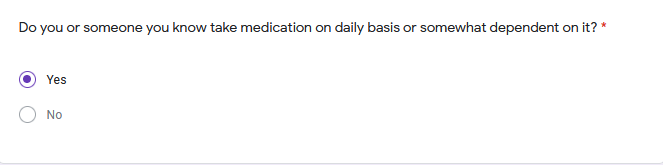 Do you or someone you know take medication on daily basis or somewhat dependent on it? *
Yes
No